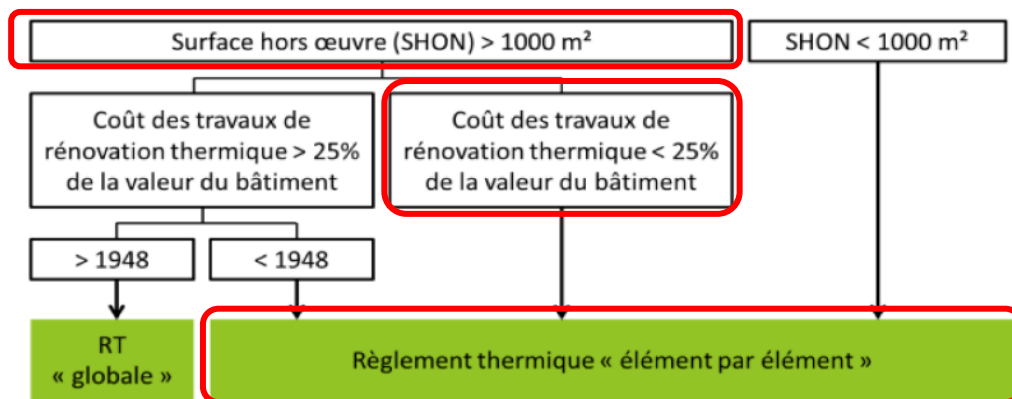 Surface hors œuvre (SHON) > 1000 m²
SHON < 1000 m²
Coût des travaux de
rénovation thermique > 25%
de la valeur du bâtiment
Coût des travaux de
rénovation thermique < 25%
de la valeur du bâtiment
> 1948
< 1948
RT
« globale »
Règlement thermique « élément par élément »